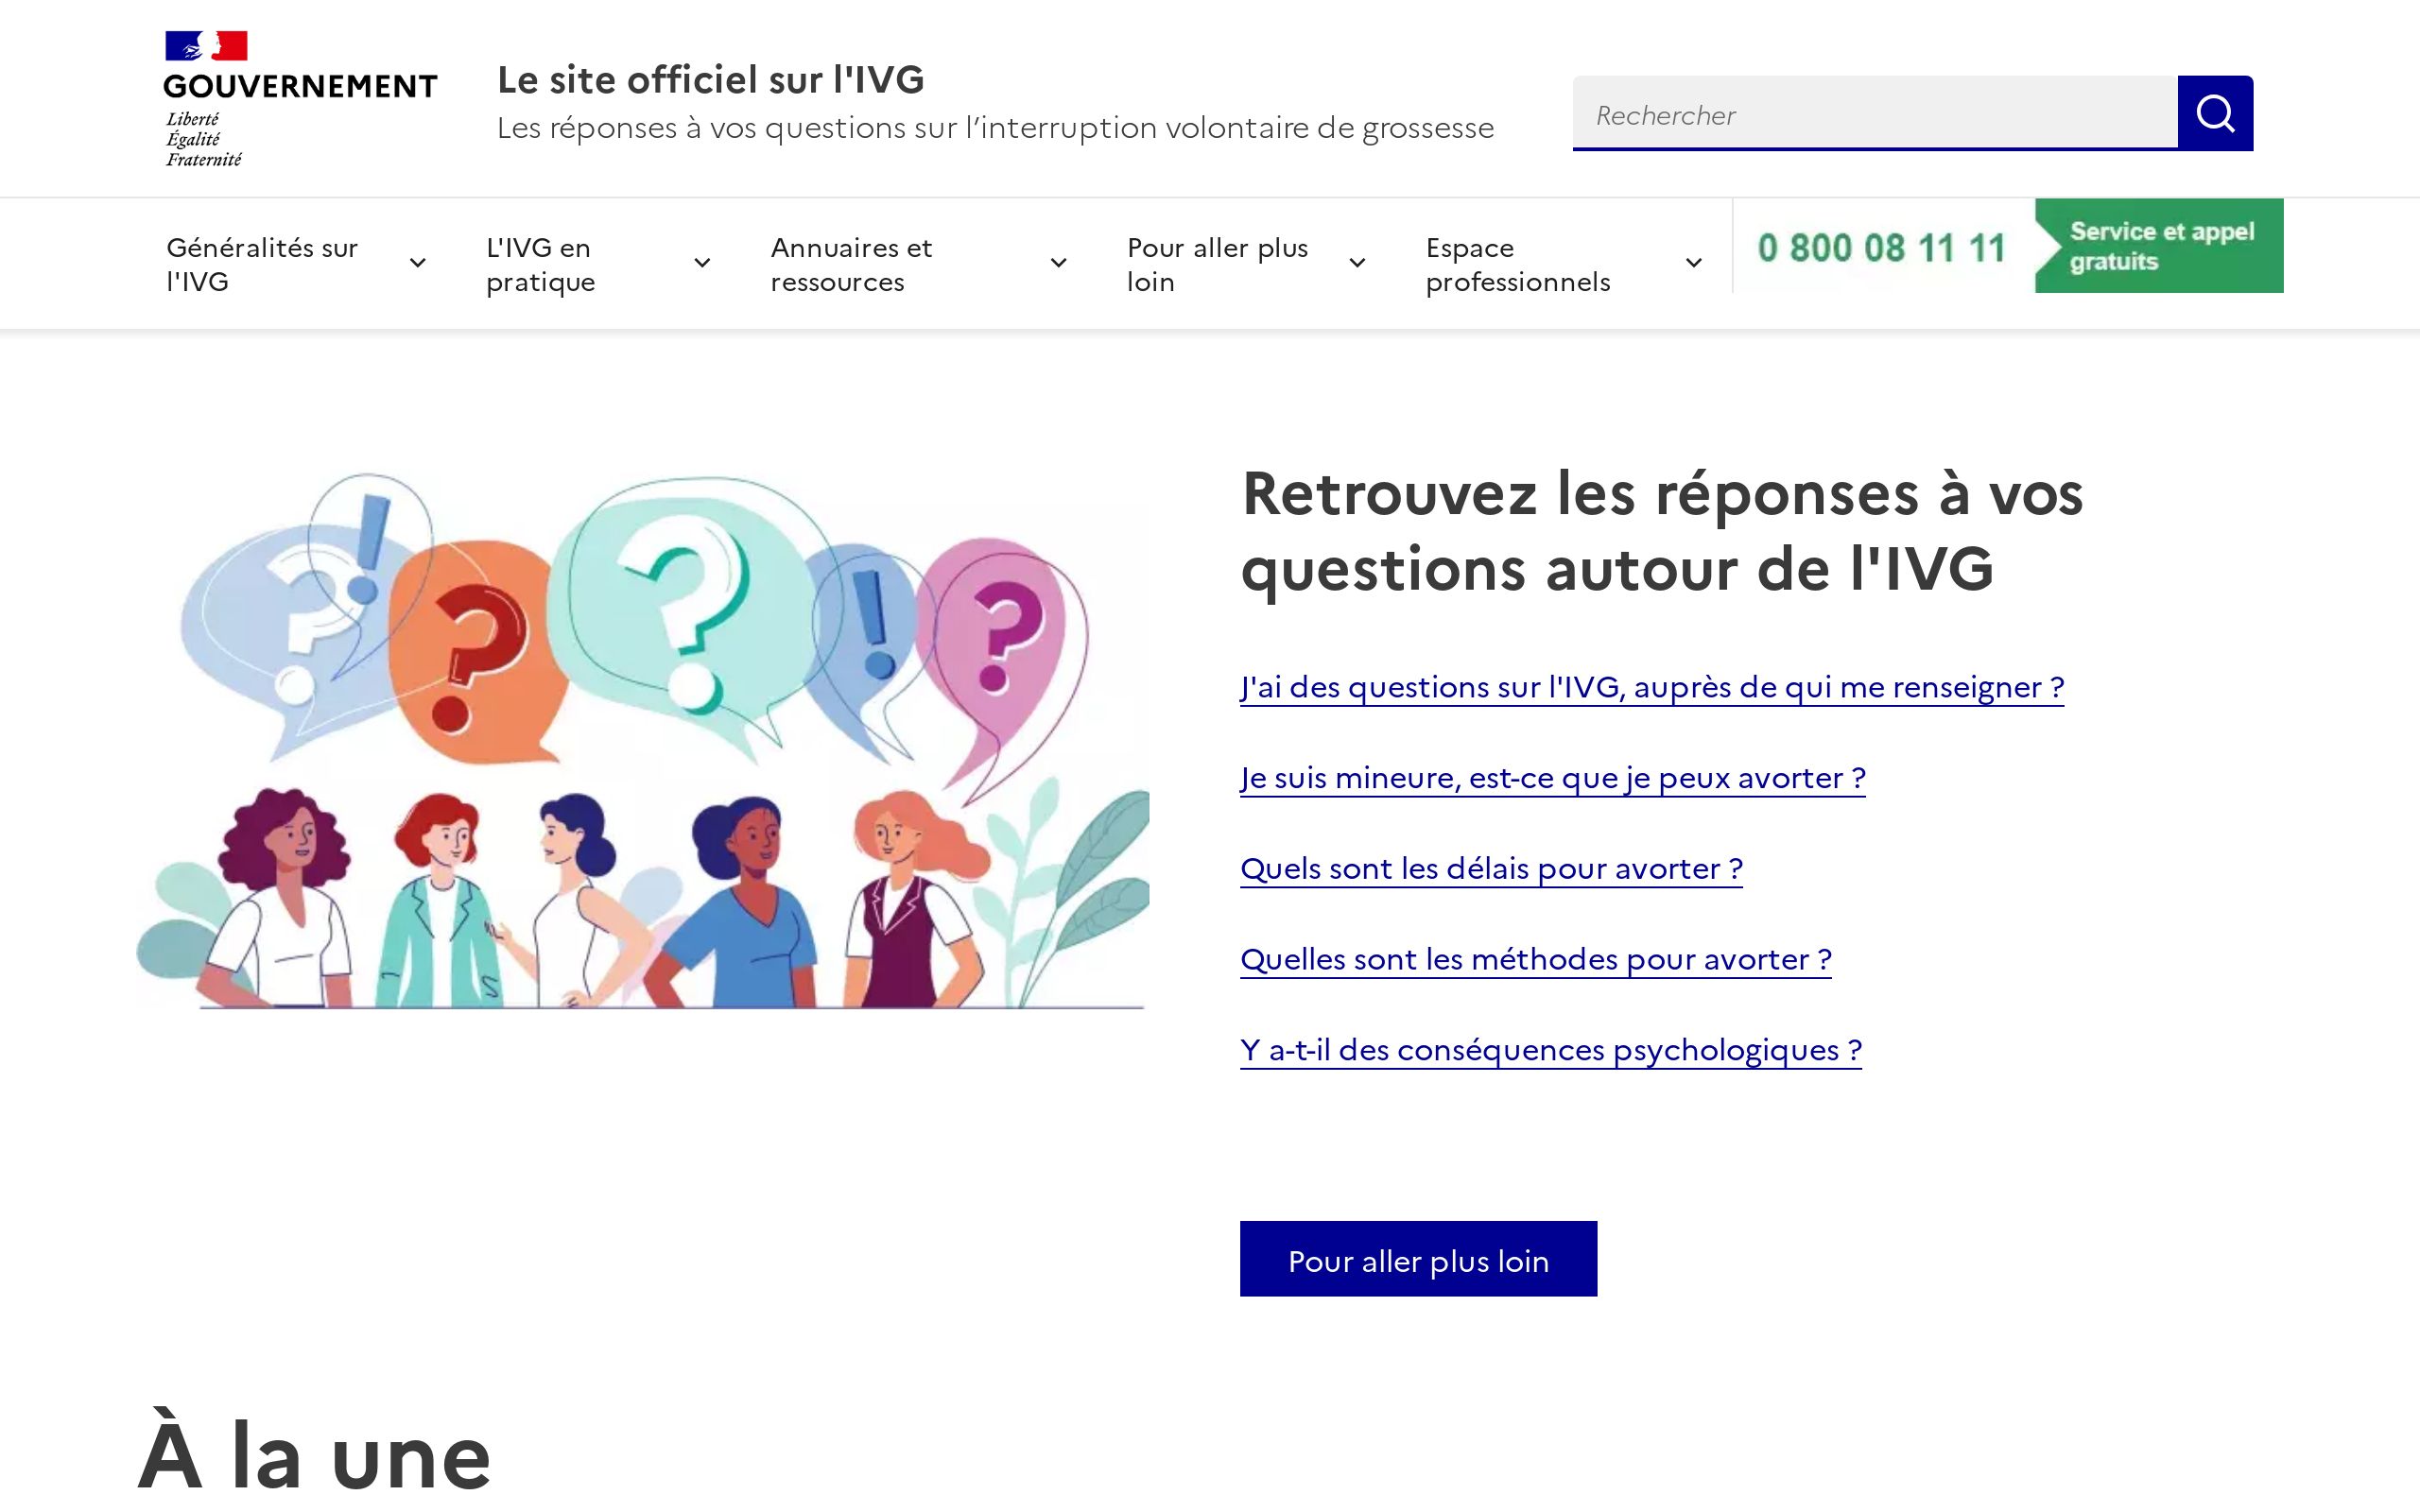 GOUVERNEMENT
Liberté
Égalité
Fraternité
Le site officiel sur l'IVG
Les réponses à vos questions sur l’interruption volontaire de grossesse
Rechercher
Généralités sur
l'IVG
L'IVG en
pratique
Annuaires et
ressources
Pour aller plus
loin
Espace
professionnels
0 800 08 11 11
Service et appel
gratuits
Retrouvez les réponses à vos
questions autour de l'IVG
J'ai des questions sur l'IVG, auprès de qui me renseigner ?
Je suis mineure, est-ce que je peux avorter ?
Quels sont les délais pour avorter ?
Quelles sont les méthodes pour avorter ?
Y a-t-il des conséquences psychologiques ?
Pour aller plus loin
À la une